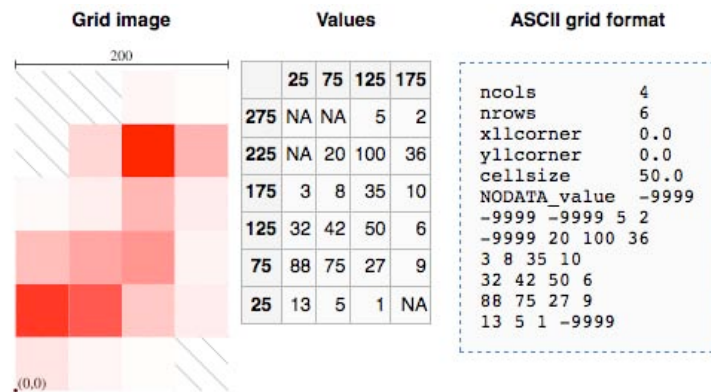 Grid image
200
(0,0)
Values
25 75 125 175
275 NA NA 5 2
225 NA 20 100 36
175 3 8 35 10
125 32 42 50 6
75 88 75 27 9
25 13 5 1 NA
ASCII grid format
ncols 4
nrows 6
xllcorner 0.0
yllcorner 0.0
cellsize 50.0
NODATA_value -9999
-9999 -9999 5 2
-9999 20 100 36
3 8 35 10
32 42 50 6
88 75 27 9
13 5 1 -9999